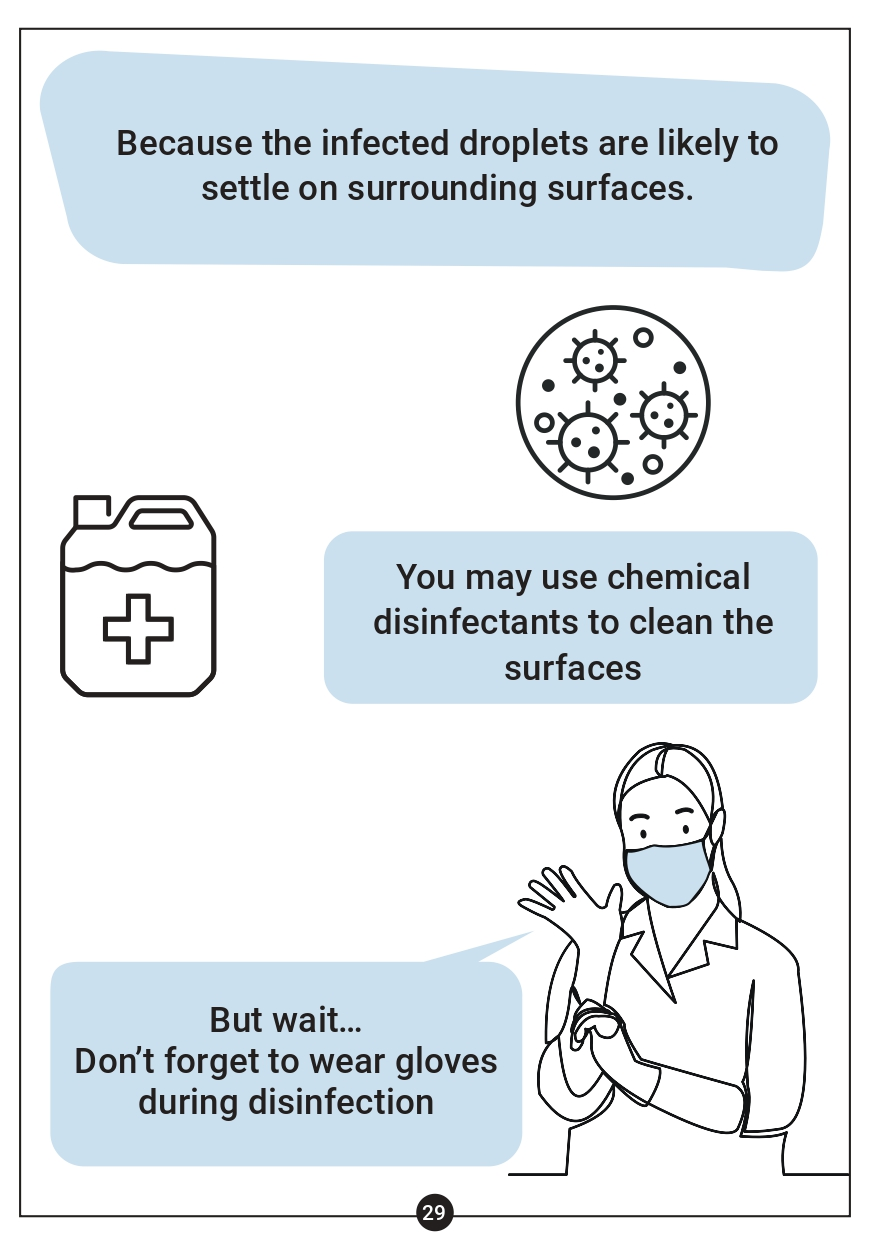 Because the infected droplets are likely to
settle on surrounding surfaces.
You may use chemical
disinfectants to clean the
surfaces
But wait...
Don’t forget to wear gloves
during disinfection
29